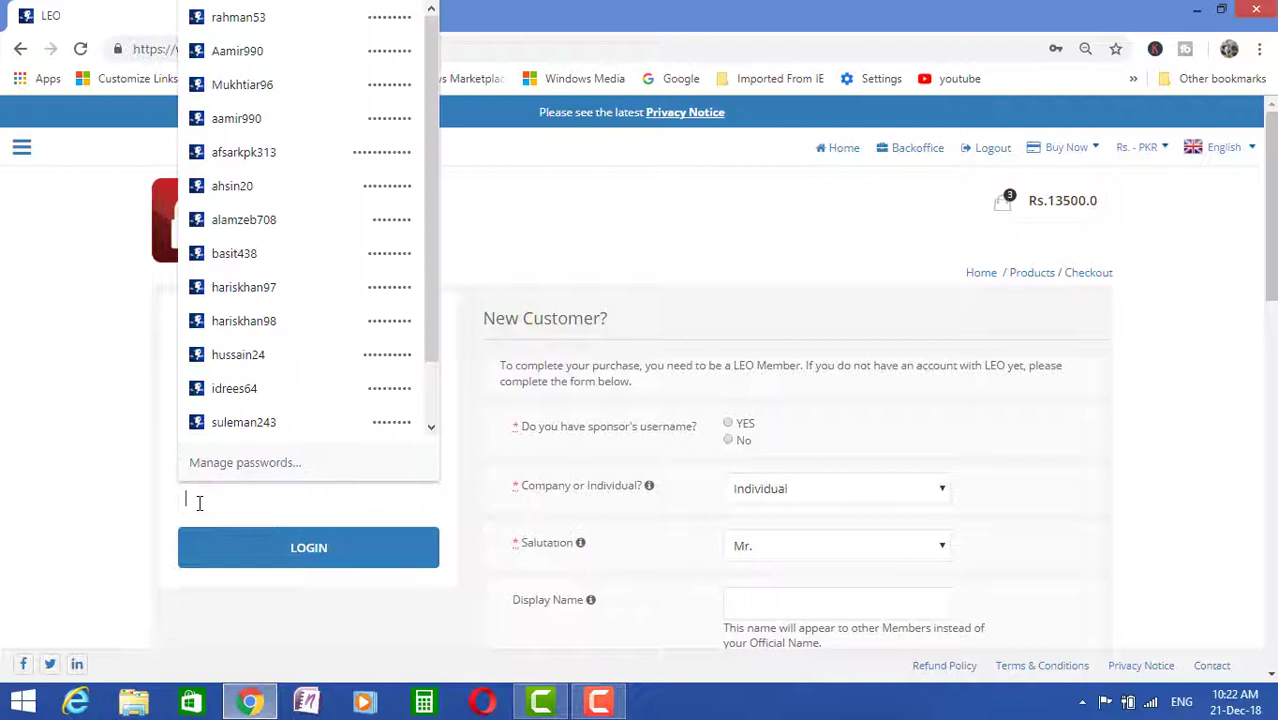 LEO
https://w
Apps
Customize Links
ws Marketplac
Windows Media
Google
Imported From IE
Settings
youtube
»
Other bookmarks
Please see the latest Privacy Notice
Home
Backoffice
Logout
Buy Now
Rs. - PKR
English
3
Rs.13500.0
Home / Products / Checkout
rahman53 •••••••••
Aamir990 •••••••••
Mukhtiar96 •••••••••
aamir990 •••••••••
afsarkpk313 ••••••••••••
ahsin20 ••••••••••
alamzeb708 ••••••••
basit438 •••••••••
hariskhan97 •••••••••
hariskhan98 •••••••••
hussain24 ••••••••••
idrees64 •••••••••
suleman243 ••••••••
Manage passwords...
LOGIN
New Customer?
To complete your purchase, you need to be a LEO Member. If you do not have an account with LEO yet, please
complete the form below.
* Do you have sponsor's username?
YES
No
* Company or Individual?
Individual
* Salutation
Mr.
Display Name
This name will appear to other Members instead of
your Official Name.
Refund Policy
Terms & Conditions
Privacy Notice
Contact
ENG
10:22 AM
21-Dec-18